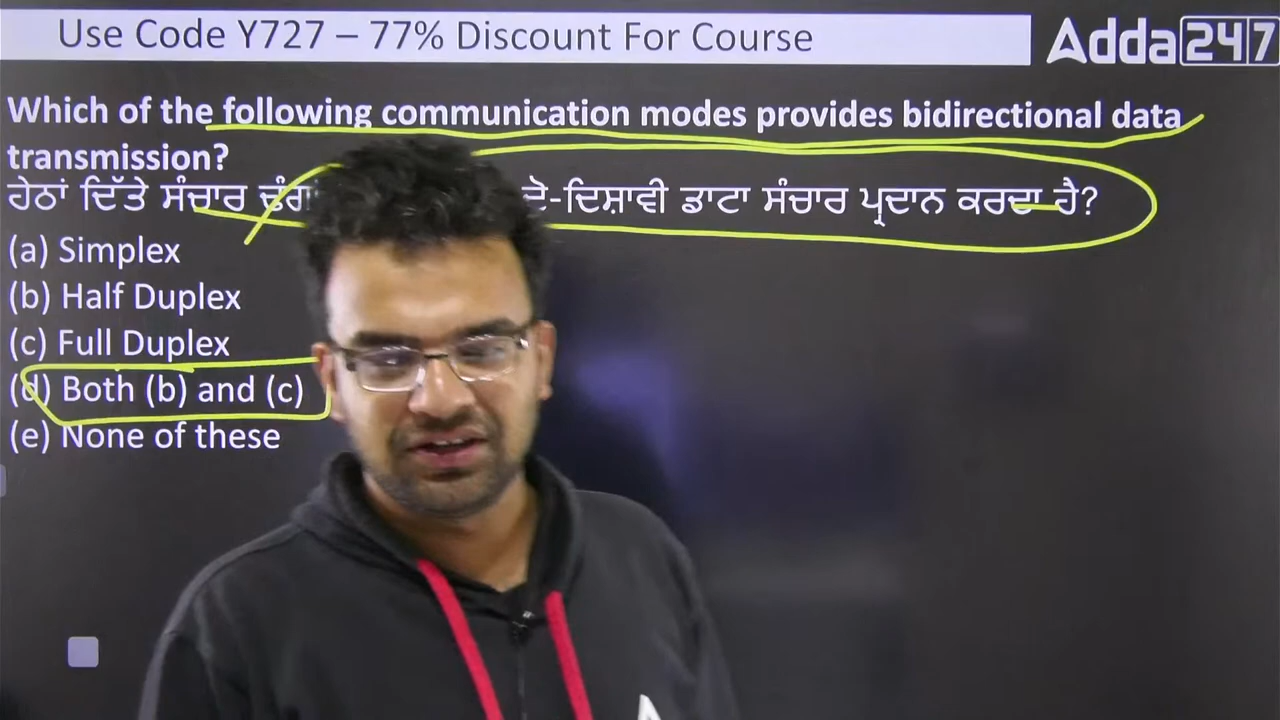 Use Code Y727 – 77% Discount For Course
Adda247
Which of the following communication modes provides bidirectional data
transmission?
ਹੇਠਾਂ ਦਿੱਤੇ ਸੰਚਾਰ ਦੋ-ਦਿਸ਼ਾਵੀ ਡਾਟਾ ਸੰਚਾਰ ਪ੍ਰਦਾਨ ਕਰਦਾ ਹੈ?
(a) Simplex
(b) Half Duplex
(c) Full Duplex
(d) Both (b) and (c)
(e) None of these